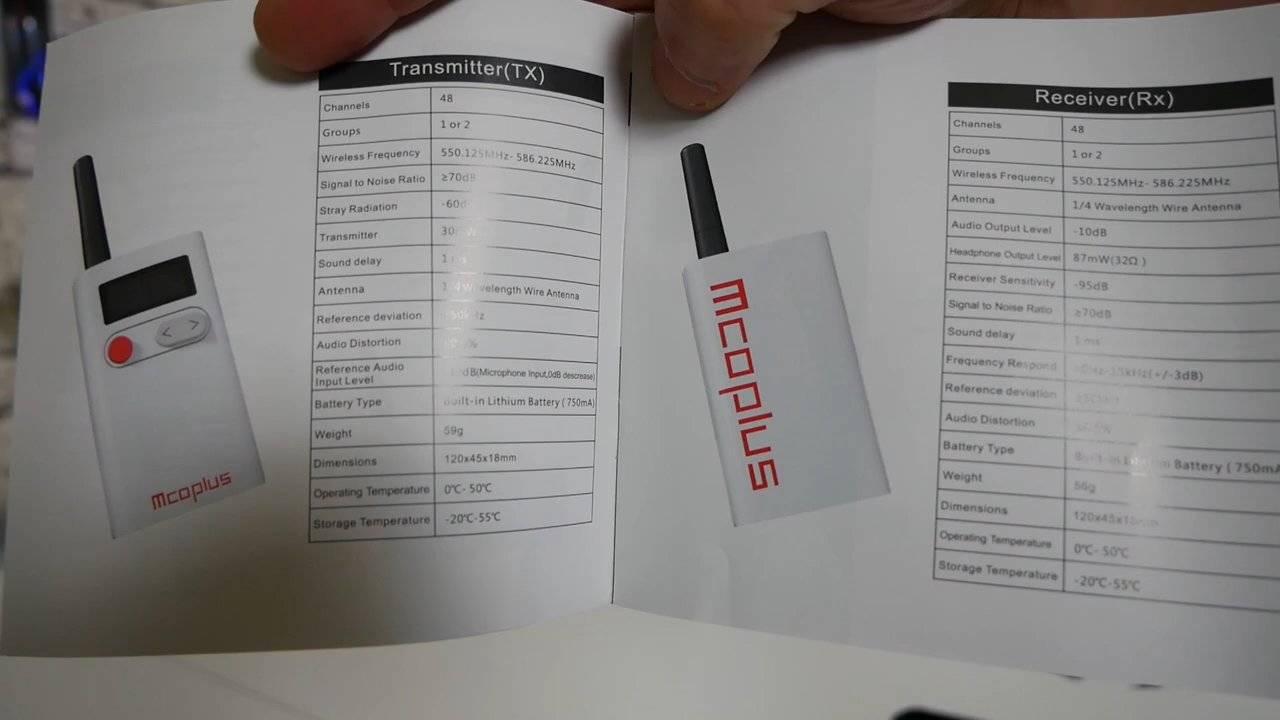 Transmitter(TX)
Channels 48
Groups 1 or 2
Wireless Frequency 550.125MHz- 586.225MHz
Signal to Noise Ratio ≥70dB
Stray Radiation
Transmitter
Sound delay
Antenna Wavelength Wire Antenna
Reference deviation
Audio Distortion
Reference Audio
Input Level (Microphone Input,0dB descrease)
Battery Type Built-in Lithium Battery ( 750mA)
Weight 59g
Dimensions 120x45x18mm
Operating Temperature 0℃- 50℃
Storage Temperature -20℃-55℃
mcoplus
mcoplus
Receiver(Rx)
Channels 48
Groups 1 or 2
Wireless Frequency 550.125MHz- 586.225MHz
Antenna 1/4 Wavelength Wire Antenna
Audio Output Level -10dB
Headphone Output Level 87mW(32Ω )
Receiver Sensitivity -95dB
Signal to Noise Ratio ≥70dB
Sound delay 1 ms
Frequency Respond (+/-3dB)
Reference deviation
Audio Distortion
Battery Type Built-in Battery ( 750mA
Weight 56g
Dimensions
Operating Temperature 0℃- 50℃
Storage Temperature -20℃-55℃